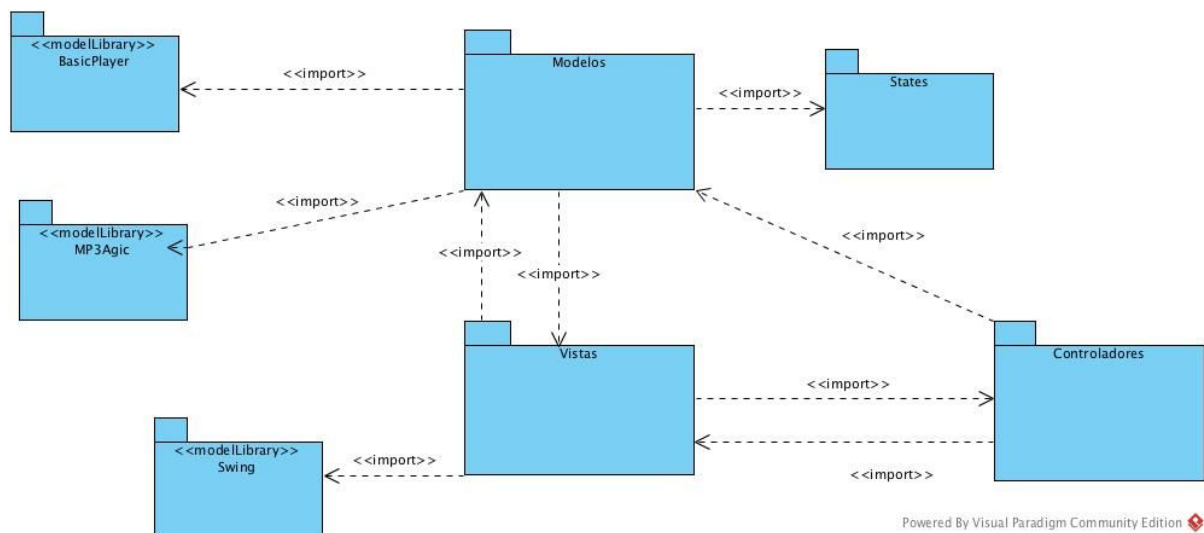 <<modelLibrary>>
BasicPlayer
<<import>>
Modelos
<<import>>
States
<<modelLibrary>>
MP3Agic
<<import>>
<<import>>
<<import>>
<<import>>
Vistas
<<import>>
Controladores
<<modelLibrary>>
Swing
<<import>>
<<import>>
Powered By Visual Paradigm Community Edition